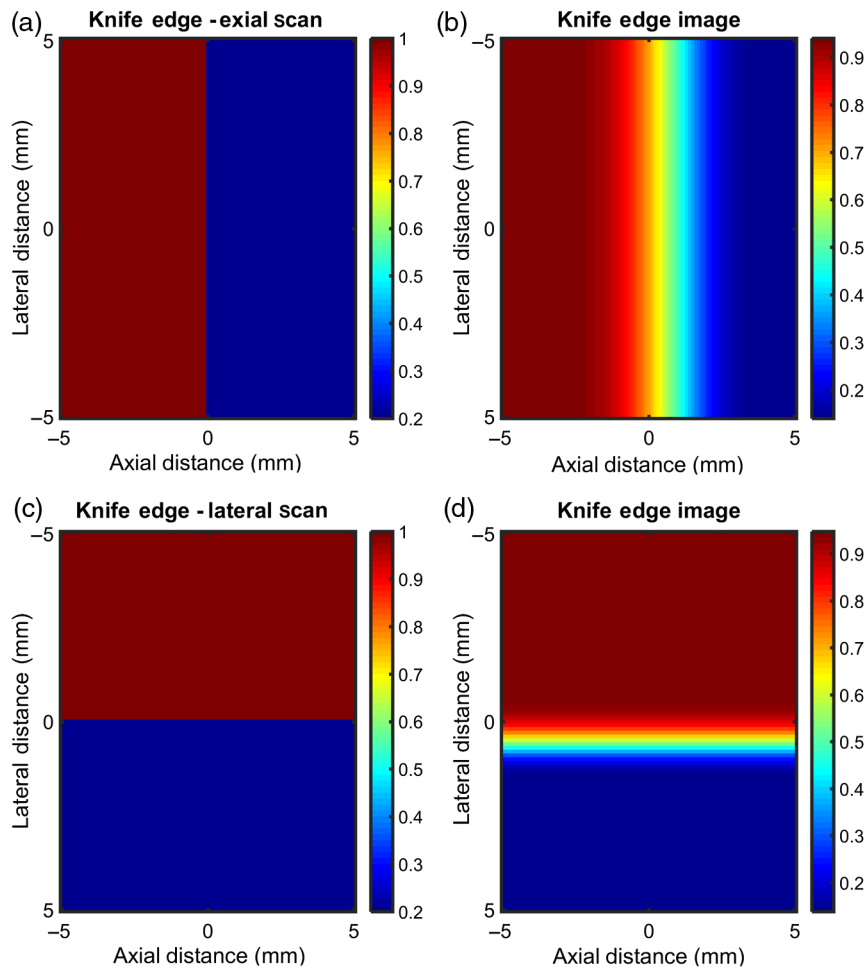 (a)
Knife edge - exial scan
5
0
–5
Lateral distance (mm)
–5 0 5
Axial distance (mm)
1
0.9
0.8
0.7
0.6
0.5
0.4
0.3
0.2
(b)
Knife edge image
–5
0
5
Lateral distance (mm)
–5 0 5
Axial distance (mm)
0.9
0.8
0.7
0.6
0.5
0.4
0.3
0.2
(c)
Knife edge - lateral scan
–5
0
5
Lateral distance (mm)
–5 0 5
Axial distance (mm)
1
0.9
0.8
0.7
0.6
0.5
0.4
0.3
0.2
(d)
Knife edge image
–5
0
5
Lateral distance (mm)
–5 0 5
Axial distance (mm)
0.9
0.8
0.7
0.6
0.5
0.4
0.3
0.2